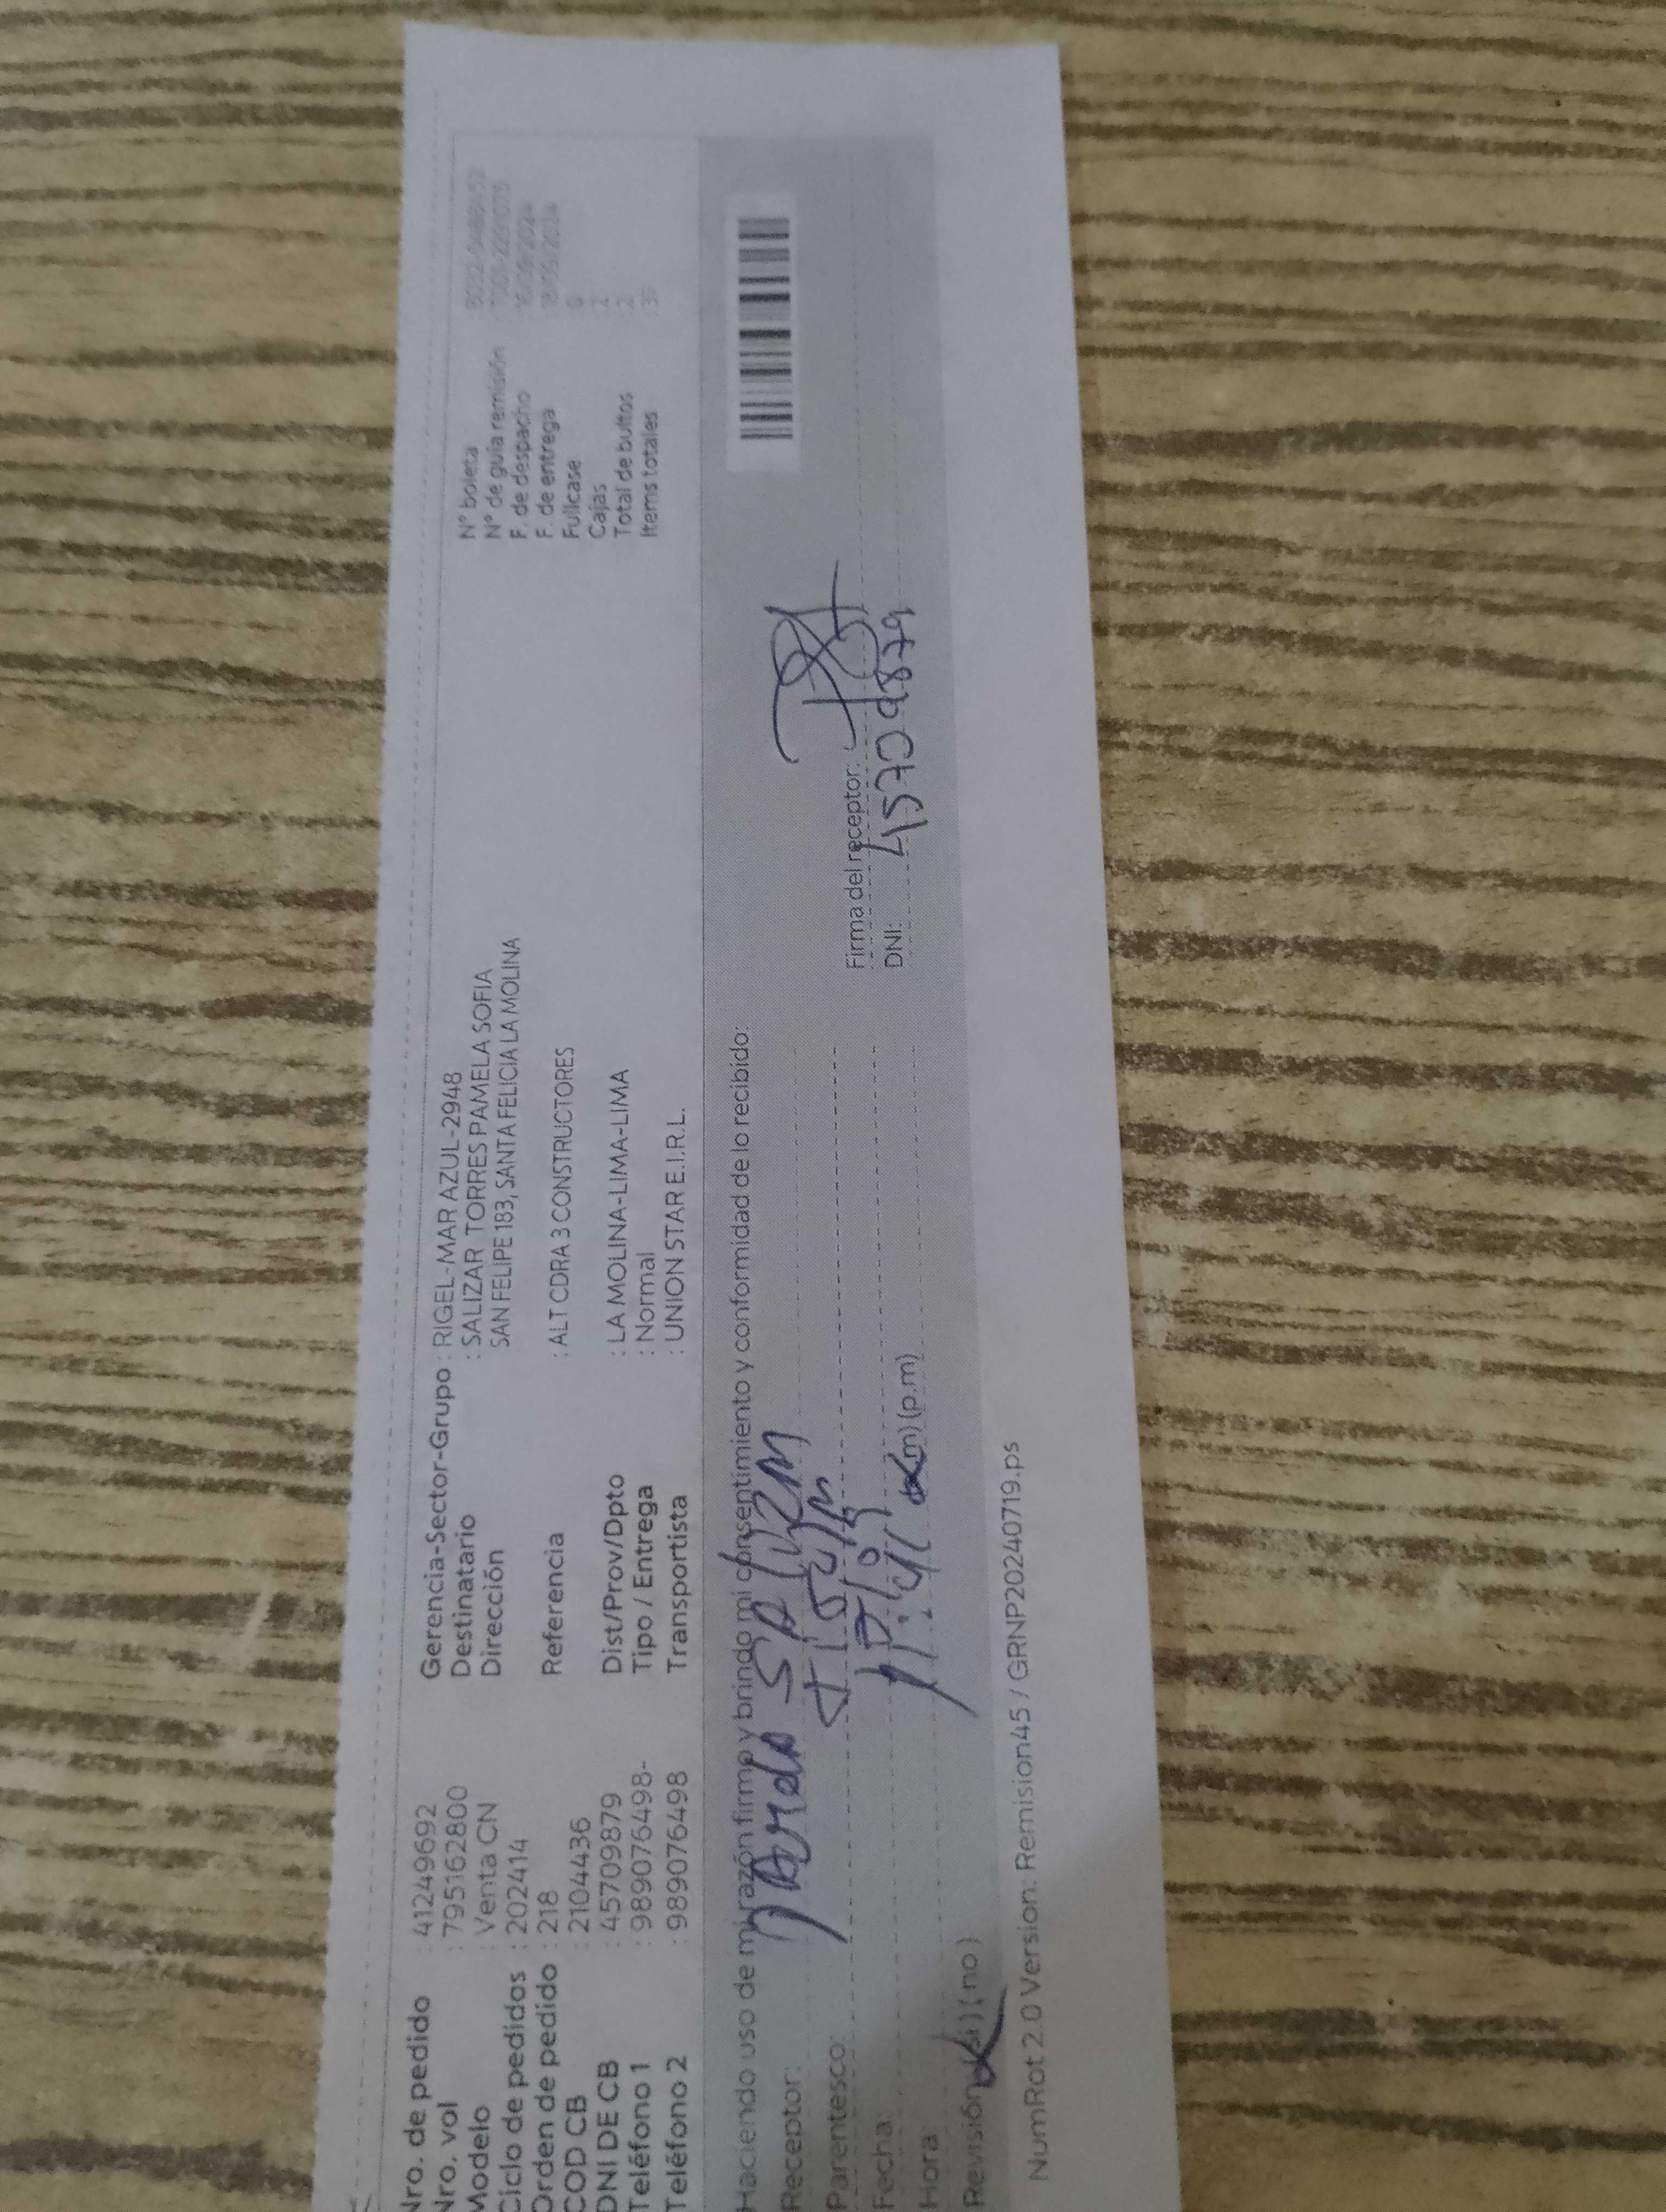 Nro. de pedido : 41249692
Nro. vol : 795162800
Modelo : Venta CN
Ciclo de pedidos : 202414
Orden de pedido : 218
COD CB : 2104436
DNI DE CB : 45709879
Teléfono 1 : 989076498-
Teléfono 2 : 989076498
Gerencia-Sector-Grupo : RIGEL-MAR AZUL-2948
Destinatario : SALIZAR TORRES PAMELA SOFIA
Dirección SAN FELIPE 183, SANTA FELICIA LA MOLINA
Referencia : ALT CDRA 3 CONSTRUCTORES
Dist/Prov/Dpto : LA MOLINA-LIMA-LIMA
Tipo / Entrega : Normal
Transportista : UNION STAR E.I.R.L.
N° boleta
N° de guía remisión
F. de despacho
F. de entrega
Fullcase
Cajas
Total de bultos : 2
Items totales
Haciendo uso de mi razón firmo y brindo mi consentimiento y conformidad de lo recibido:
Receptor:
Parentesco:
Fecha:
Hora (p.m)
Revisión (si) (no)
Firma del receptor:
DNI: 45709879
NumRot 2.0 Version: Remision45 / GRNP20240719.ps